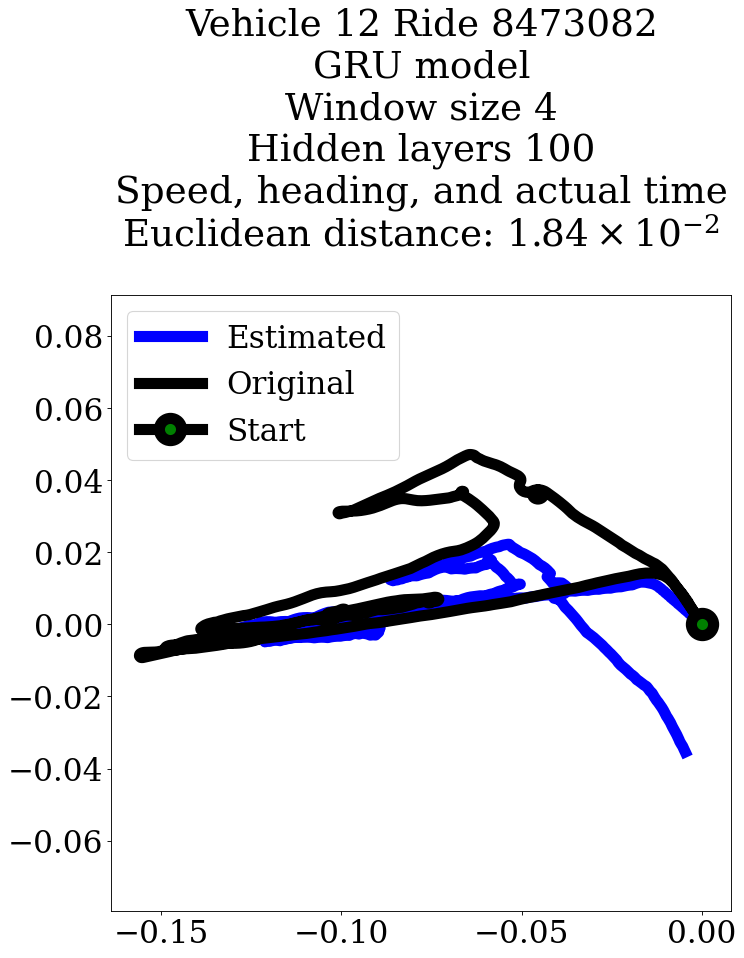 Vehicle 12 Ride 8473082
GRU model
Window size 4
Hidden layers 100
Speed, heading, and actual time
Euclidean distance: 1.84 × 10⁻²
Estimated
Original
Start
0.08
0.06
0.04
0.02
0.00
−0.02
−0.04
−0.06
−0.15 −0.10 −0.05 0.00